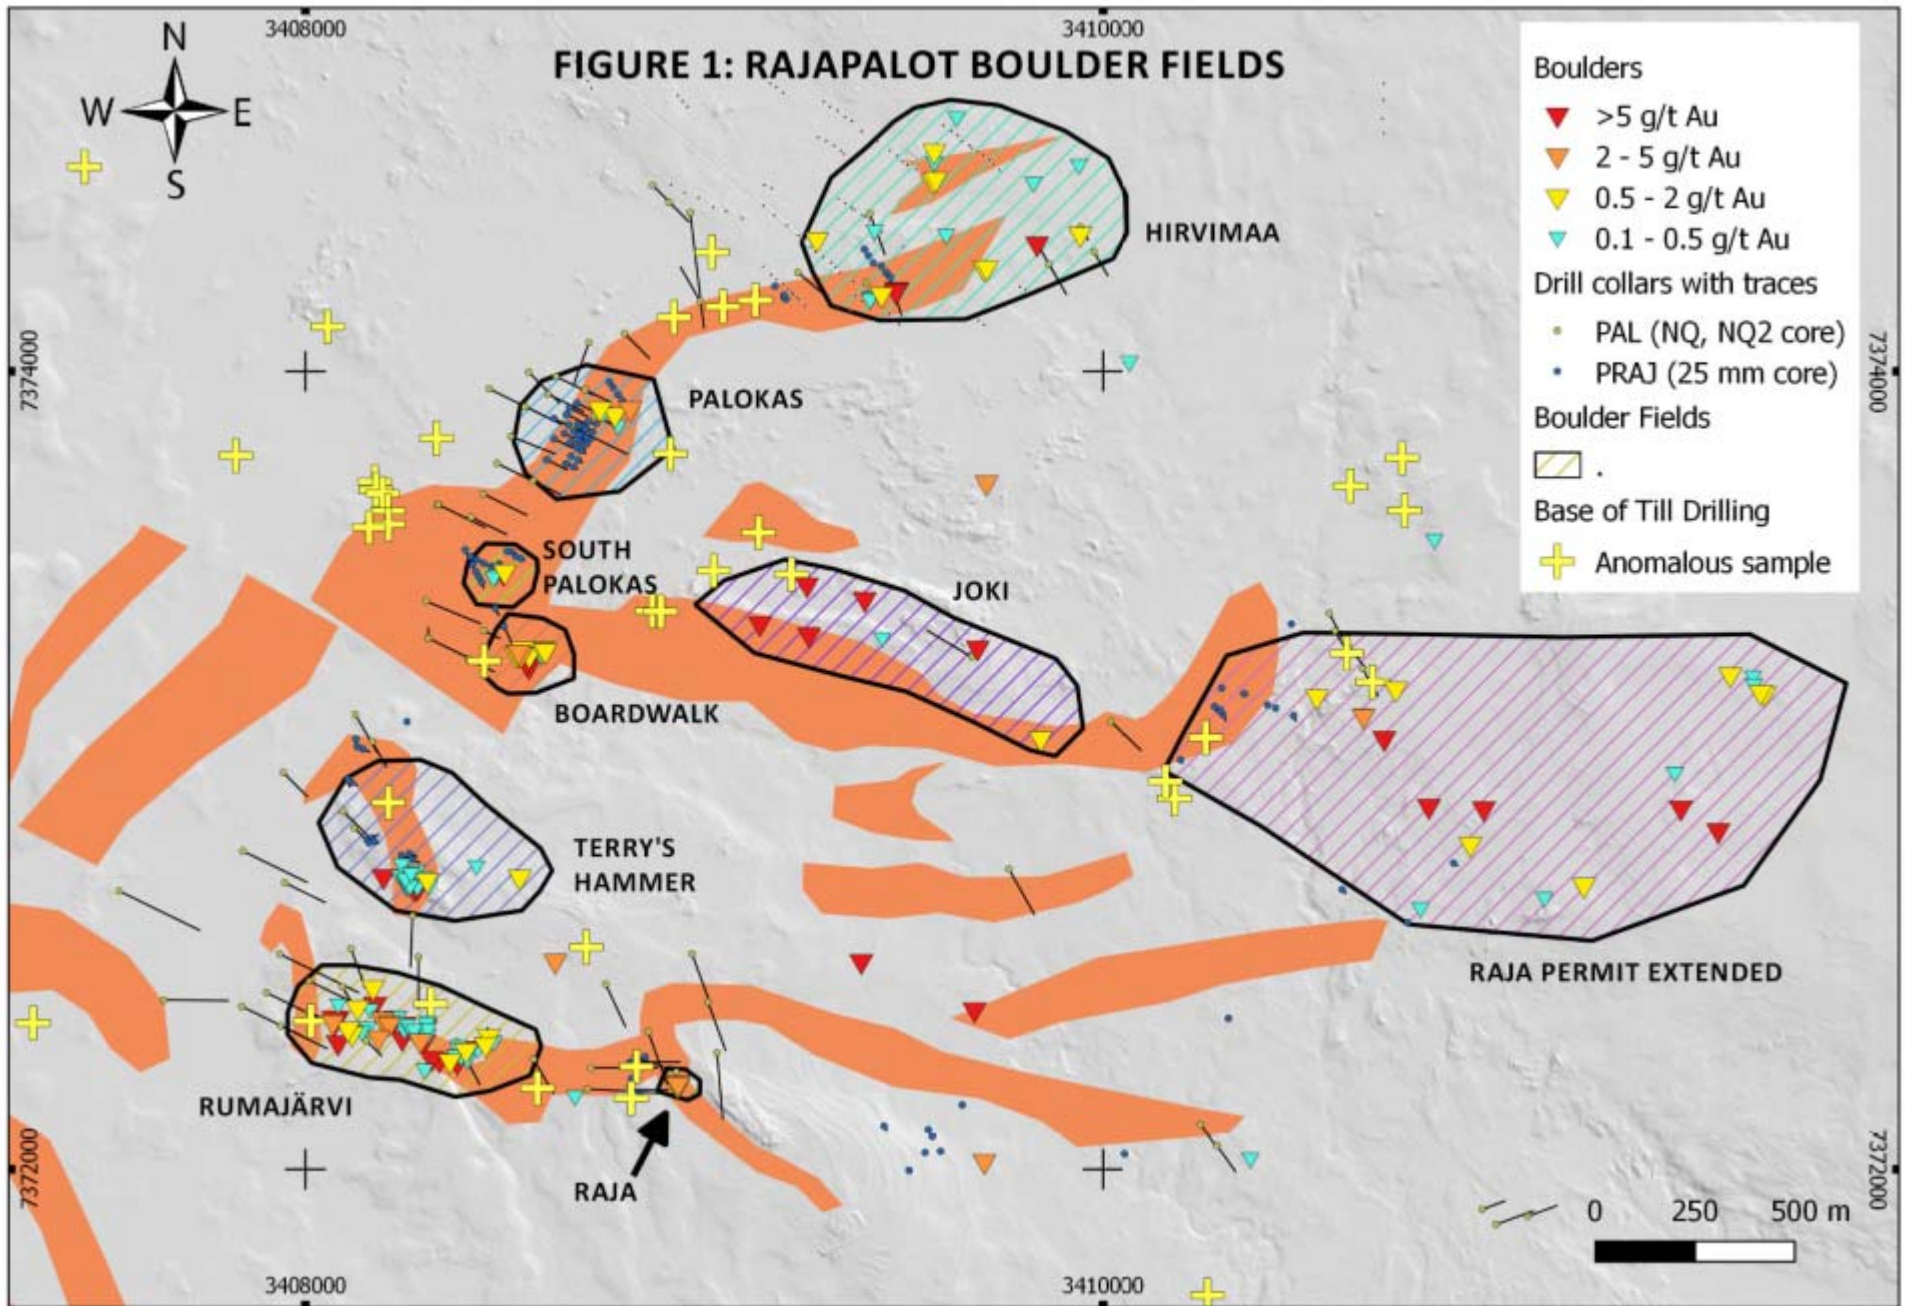 3408000
3410000
N
W
E
S
FIGURE 1: RAJAPALOT BOULDER FIELDS
Boulders
>5 g/t Au
2 - 5 g/t Au
0.5 - 2 g/t Au
0.1 - 0.5 g/t Au
Drill collars with traces
PAL (NQ, NQ2 core)
PRAJ (25 mm core)
Boulder Fields
.
Base of Till Drilling
Anomalous sample
HIRVIMAA
7374000
7374000
PALOKAS
SOUTH
PALOKAS
JOKI
BOARDWALK
TERRY'S
HAMMER
RAJA PERMIT EXTENDED
RUMAJÄRVI
RAJA
7372000
7372000
0 250 500 m
3408000
3410000